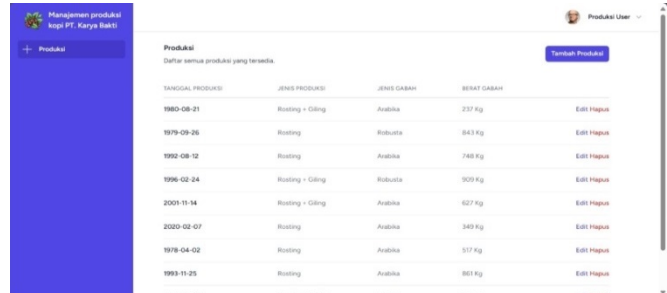 Manajemen produksi
kopi PT. Karya Bakti
Produksi User
Produksi
Produksi
Daftar semua produksi yang tersedia.
Tambah Produksi
TANGGAL PRODUKSI JENIS PRODUKSI JENIS GABAH BERAT GABAH
1980-08-21 Rosting + Giling Arabika 237 Kg Edit Hapus
1979-09-26 Rosting Robusta 843 Kg Edit Hapus
1992-08-12 Rosting Arabika 748 Kg Edit Hapus
1996-02-24 Rosting + Giling Robusta 909 Kg Edit Hapus
2001-11-14 Rosting + Giling Arabika 627 Kg Edit Hapus
2020-02-07 Rosting Arabika 349 Kg Edit Hapus
1978-04-02 Rosting Arabika 517 Kg Edit Hapus
1993-11-25 Rosting Arabika 861 Kg Edit Hapus